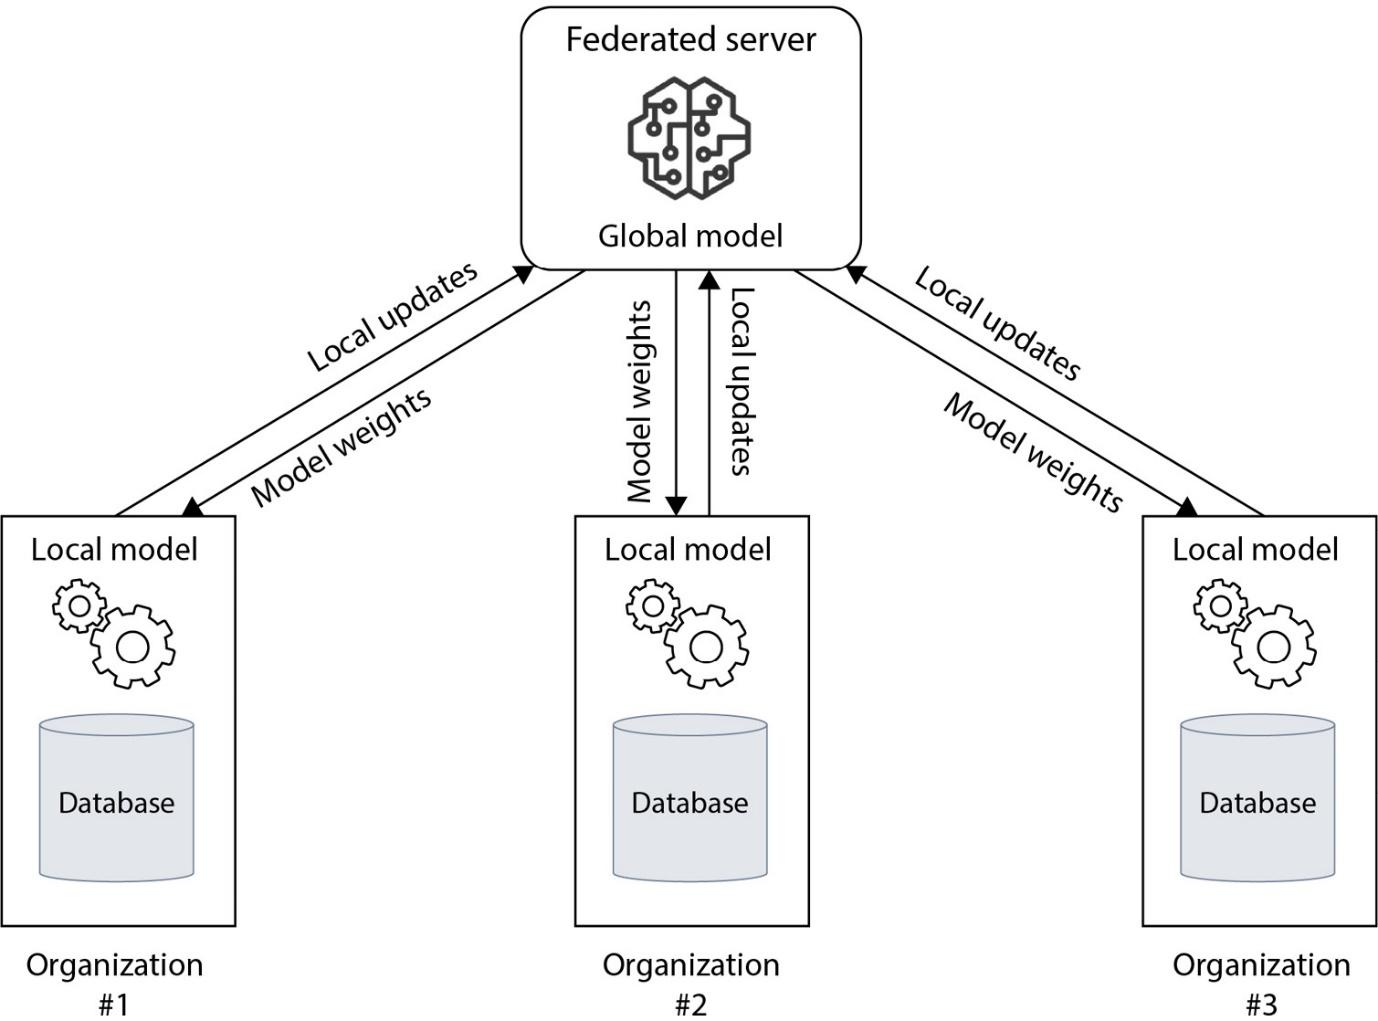 Federated server
Global model
Local updates
Model weights
Model weights
Local updates
Local updates
Model weights
Local model
Database
Organization
#1
Local model
Database
Organization
#2
Local model
Database
Organization
#3